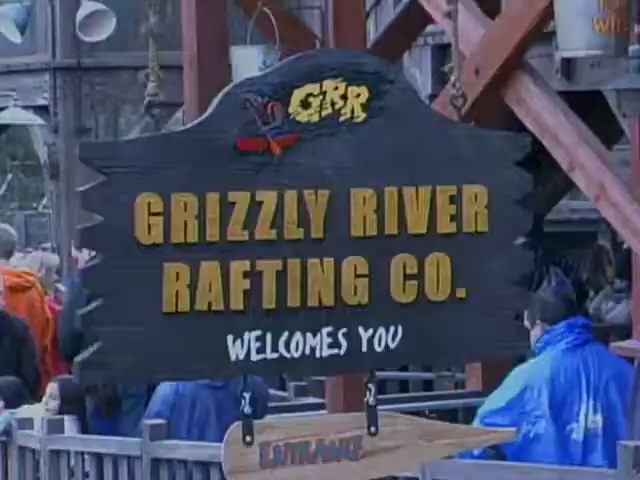 GRR
GRIZZLY RIVER
RAFTING CO.
WELCOMES YOU
ENTRANCE